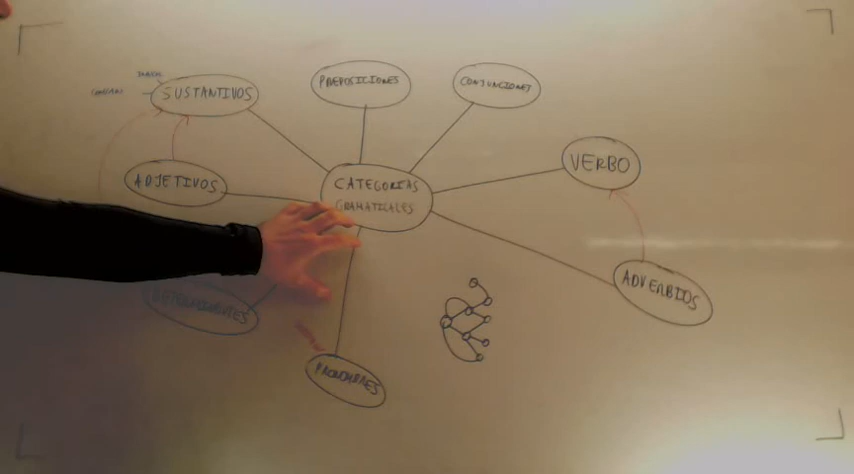 SUSTANTIVOS
PREPOSICIONES
CONJUNCIONES
VERBO
ADJETIVOS
CATEGORIAS
GRAMATICALES
ADVERBIOS
DETERMINANTES
PRONOMBRES